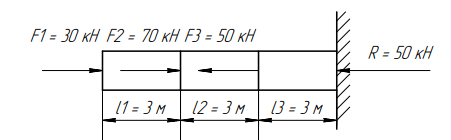 F1 = 30 кН F2 = 70 кН F3 = 50 кН
R = 50 кН
l1 = 3 м l2 = 3 м l3 = 3 м